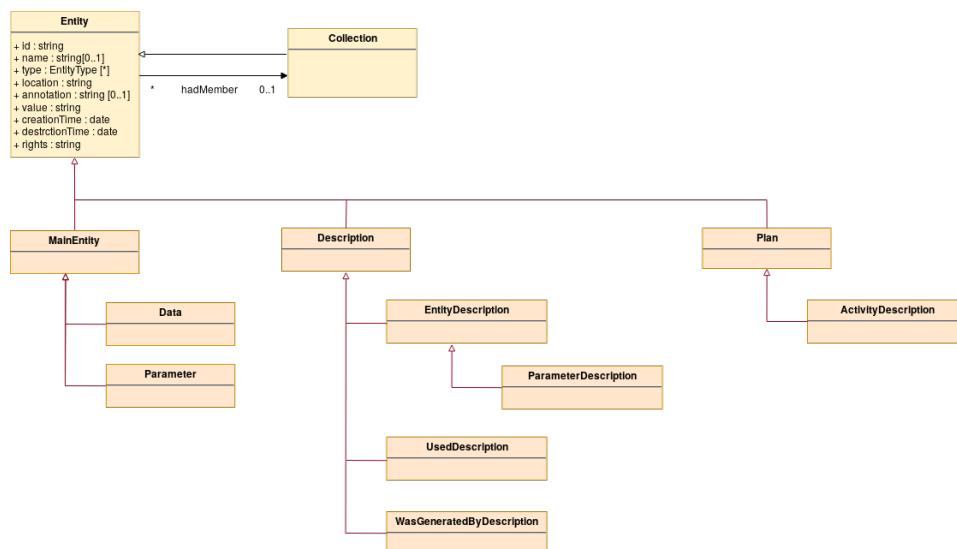 Entity
+ id : string
+ name : string[0..1]
+ type : EntityType [*]
+ location : string
+ annotation : string [0..1]
+ value : string
+ creationTime : date
+ destrctionTime : date
+ rights : string
Collection
* hadMember 0..1
MainEntity
Description
Plan
Data
EntityDescription
ActivityDescription
Parameter
ParameterDescription
UsedDescription
WasGeneratedByDescription